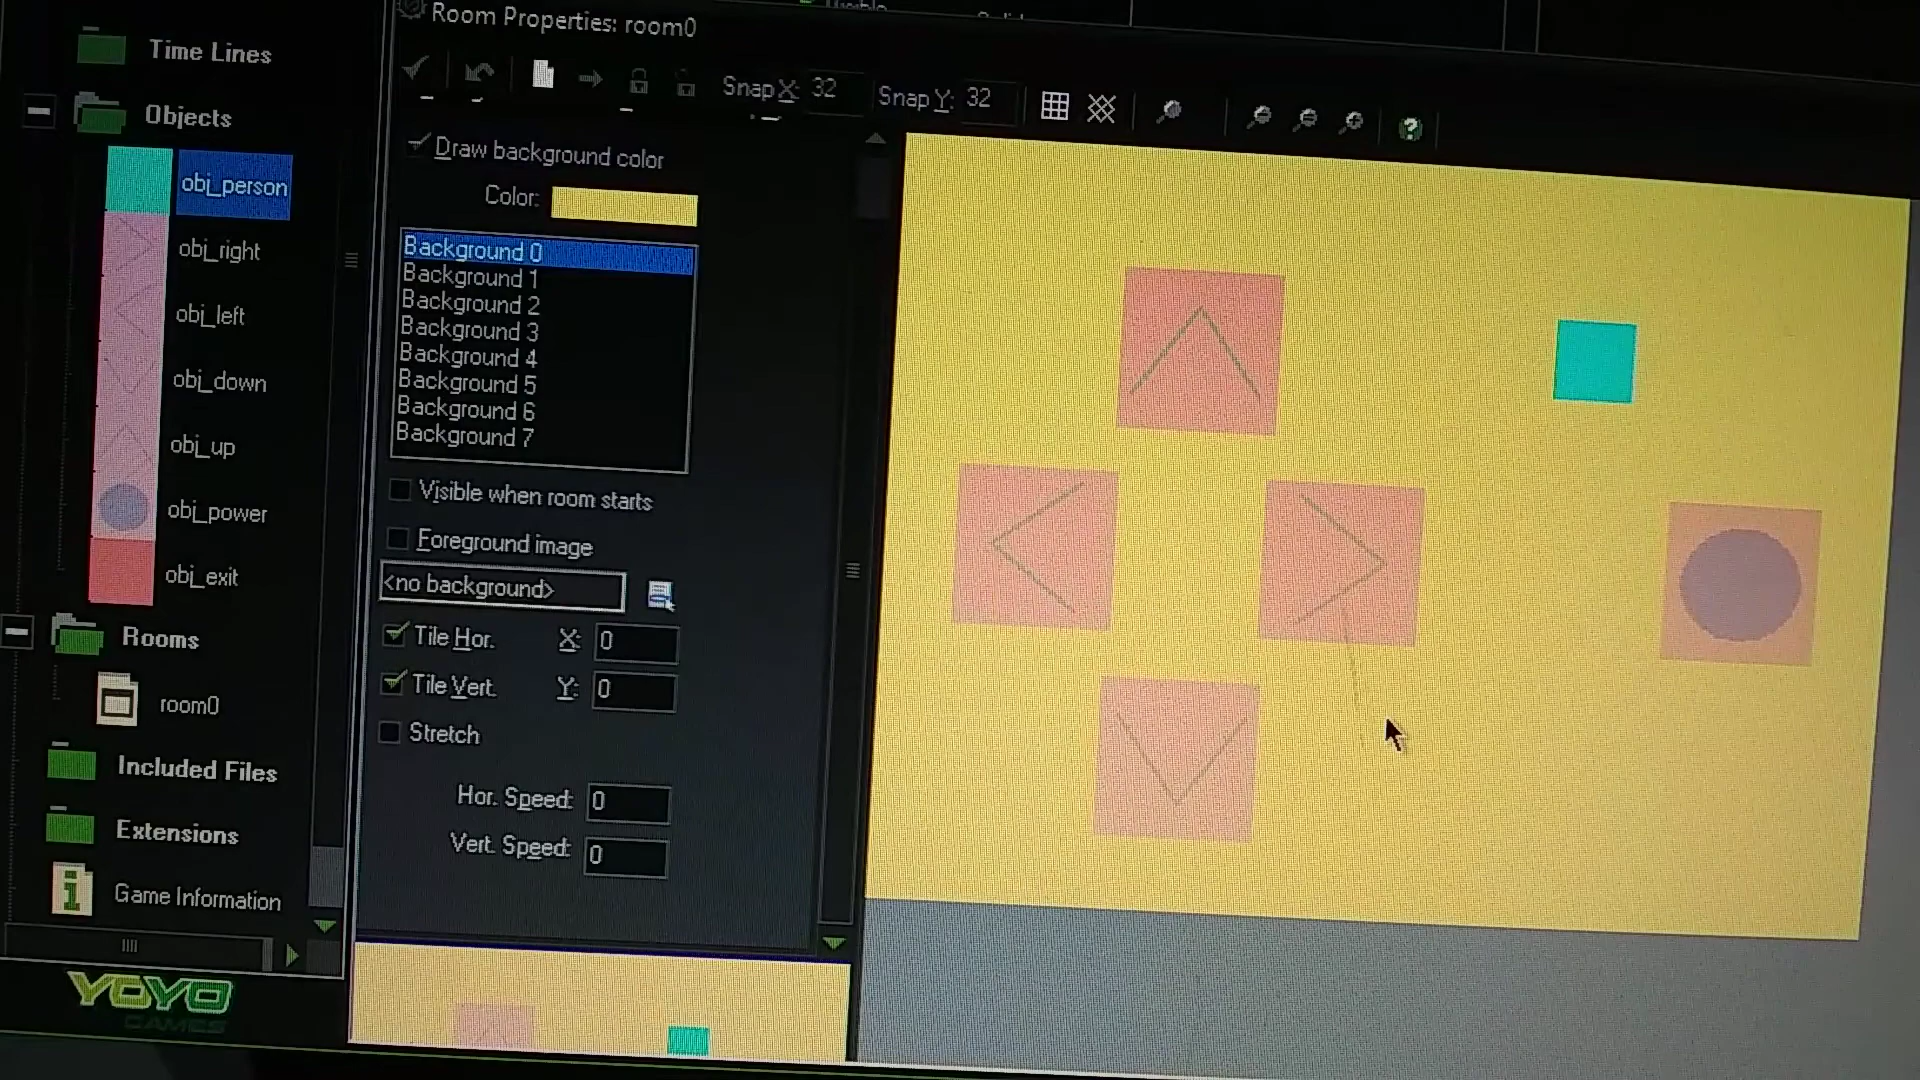 Room Properties: room0
Time Lines
Objects
obj_person
obj_right
obj_left
obj_down
obj_up
obj_power
obj_exit
Rooms
room0
Included Files
Extensions
Game Information
YOYO
GAMES
Snap X: 32
Snap Y: 32
Draw background color
Color:
Background 0
Background 1
Background 2
Background 3
Background 4
Background 5
Background 6
Background 7
Visible when room starts
Foreground image
<no background>
Tile Hor. X: 0
Tile Vert. Y: 0
Stretch
Hor. Speed: 0
Vert. Speed: 0